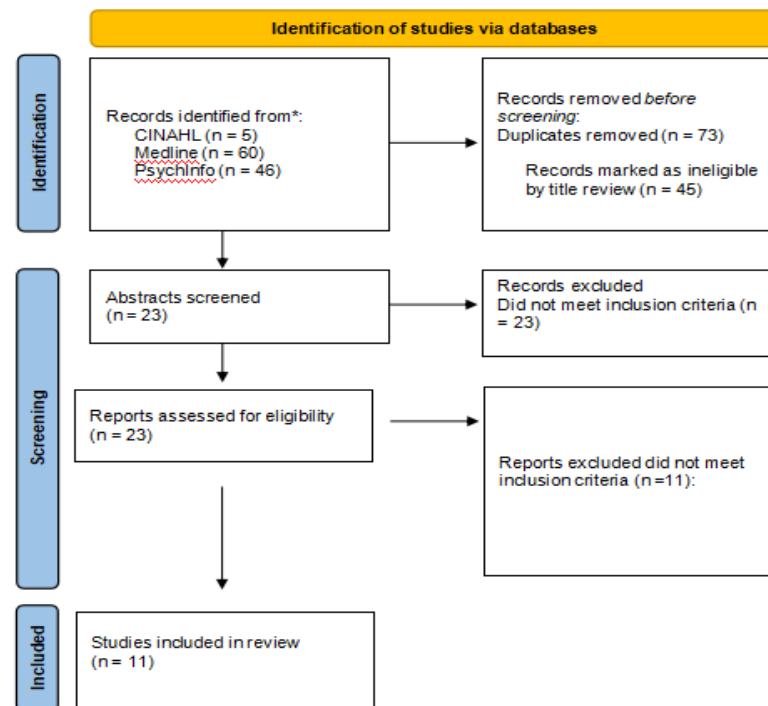 Identification of studies via databases
Identification
Records identified from*:
CINAHL (n = 5)
Medline (n = 60)
PsychInfo (n = 46)
Records removed before
screening:
Duplicates removed (n = 73)
Records marked as ineligible
by title review (n = 45)
Screening
Abstracts screened
(n = 23)
Records excluded
Did not meet inclusion criteria (n
= 23)
Reports assessed for eligibility
(n = 23)
Reports excluded did not meet
inclusion criteria (n =11):
Included
Studies included in review
(n = 11)